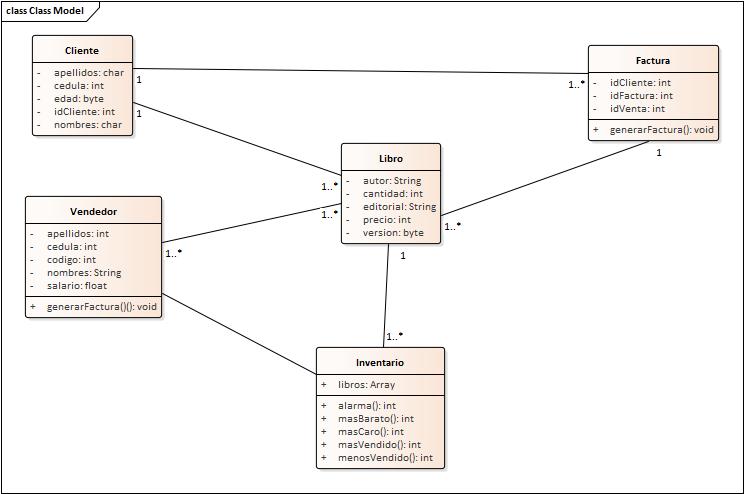 class Class Model
Cliente
- apellidos: char
- cedula: int
- edad: byte
- idCliente: int
- nombres: char
1
1
1..*
Factura
- idCliente: int
- idFactura: int
- idVenta: int
+ generarFactura(): void
1
Libro
- autor: String
- cantidad: int
- editorial: String
- precio: int
- version: byte
1..*
1..*
1..*
1
Vendedor
- apellidos: int
- cedula: int
- codigo: int
- nombres: String
- salario: float
+ generarFactura()(): void
1..*
1..*
Inventario
+ libros: Array
+ alarma(): int
+ masBarato(): int
+ masCaro(): int
+ masVendido(): int
+ menosVendido(): int